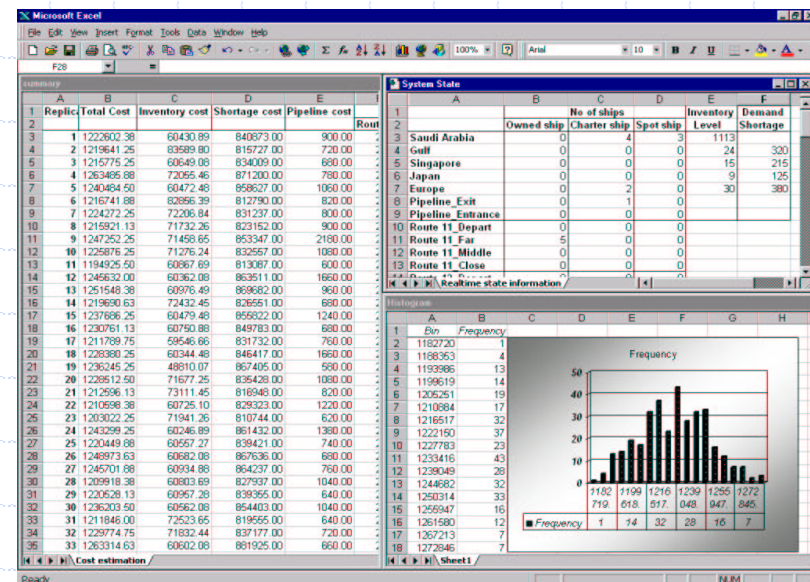 Microsoft Excel
File Edit View Insert Format Tools Data Window Help
100% Arial 10 B I U
F28 =
summary
A B C D E
1 Replica Total Cost Inventory cost Shortage cost Pipeline cost
2 Rout
3 1 1222602.38 60430.89 840873.00 900.00
4 2 1219641.25 83589.80 815727.00 720.00
5 3 1215775.25 60649.08 834009.00 680.00
6 4 1263485.88 72055.46 871200.00 780.00
7 5 1240484.50 60472.48 858627.00 1060.00
8 6 1216741.88 82856.39 812790.00 820.00
9 7 1224272.25 72206.84 831237.00 800.00
10 8 1215921.13 71732.26 823152.00 900.00
11 9 1247252.25 71458.65 853347.00 2180.00
12 10 1225876.25 71276.24 832557.00 1080.00
13 11 1194925.50 60867.69 813087.00 600.00
14 12 1245632.00 60362.08 863511.00 1660.00
15 13 1251548.38 60976.49 869682.00 960.00
16 14 1219690.63 72432.45 826551.00 680.00
17 15 1237686.25 60479.48 855822.00 1240.00
18 16 1230761.13 60750.88 849783.00 680.00
19 17 1211789.75 59546.66 831732.00 760.00
20 18 1228380.25 60344.48 846417.00 1660.00
21 19 1236245.25 48810.07 867405.00 580.00
22 20 1228512.50 71677.25 835428.00 1080.00
23 21 1212596.13 73111.45 816948.00 820.00
24 22 1210598.38 60725.10 829323.00 1220.00
25 23 1203022.25 71941.26 810744.00 620.00
26 24 1243299.25 60246.89 861432.00 1380.00
27 25 1220449.88 60557.27 839421.00 740.00
28 26 1248973.63 60682.08 867636.00 680.00
29 27 1245701.88 60934.88 864237.00 760.00
30 28 1209918.38 60803.69 827937.00 1040.00
31 29 1220528.13 60957.28 839355.00 640.00
32 30 1236203.50 60562.08 854403.00 1040.00
33 31 1211846.00 72523.65 819555.00 640.00
34 32 1229774.75 71832.44 837177.00 720.00
35 33 1263314.63 60602.08 881925.00 660.00
Cost estimation
System State
A B C D E F
1 No of ships Inventory Demand
2 Owned ship Charter ship Spot ship Level Shortage
3 Saudi Arabia 0 4 3 1113
4 Gulf 0 0 0 24 320
5 Singapore 0 0 0 15 215
6 Japan 0 0 0 9 125
7 Europe 0 2 0 30 380
8 Pipeline_Exit 0 1 0
9 Pipeline_Entrance 0 0 0
10 Route 11_Depart 0 0 0
11 Route 11_Far 5 0 0
12 Route 11_Middle 0 0 0
13 Route 11_Close 0 0 0
Realtime state information
Histogram
A B C D E F G H
1 Bin Frequency
2 1182720 1
3 1188353 4
4 1193986 13
5 1199619 14
6 1205251 19
7 1210884 17
8 1216517 32
9 1222150 37
10 1227783 23
11 1233416 43
12 1239049 28
13 1244682 32
14 1250314 33
15 1255947 16
16 1261580 12
17 1267213 7
18 1272846 7
Frequency
50
40
30
20
10
0
1182 1199 1216 1239 1255 1272
719. 618. 517. 048. 947. 845.
Frequency 1 14 32 28 16 7
Sheet1
Ready NUM